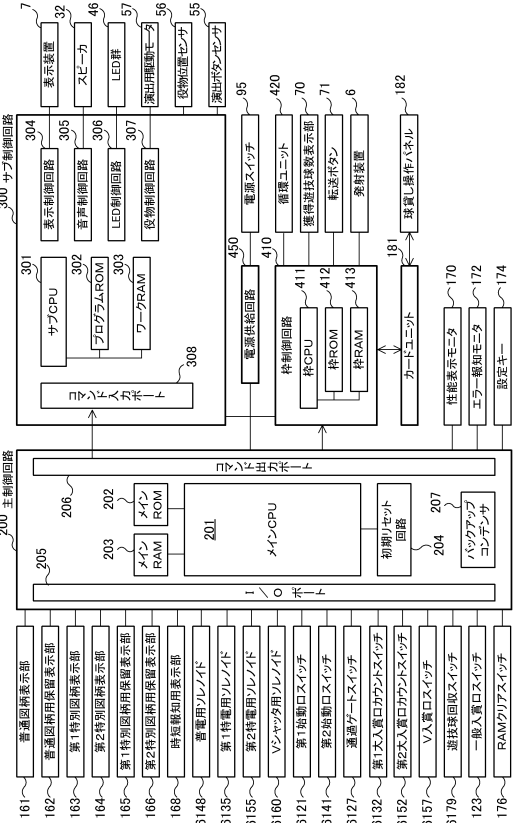 200 主制御回路
205
I／Oポート
203
メイン
RAM
202
メイン
ROM
201
メインCPU
初期リセット
回路
204
207
バックアップ
コンデンサ
206
コマンド出力ポート
161
普通図柄表示部
162
普通図柄用保留表示部
163
第1特別図柄表示部
164
第2特別図柄表示部
165
第1特別図柄用保留表示部
166
第2特別図柄用保留表示部
168
時短報知用表示部
6148
普電用ソレノイド
6135
第1特電用ソレノイド
6155
第2特電用ソレノイド
6160
Vシャッタ用ソレノイド
6121
第1始動口スイッチ
6141
第2始動口スイッチ
6127
通過ゲートスイッチ
6132
第1大入賞口カウントスイッチ
6152
第2大入賞口カウントスイッチ
6157
V入賞口スイッチ
6179
遊技球回収スイッチ
123
一般入賞口スイッチ
176
RAMクリアスイッチ
300 サブ制御回路
308
コマンド入力ポート
301
サブCPU
302
プログラムROM
303
ワークRAM
304
表示制御回路
305
音声制御回路
306
LED制御回路
307
役物制御回路
7
表示装置
32
スピーカ
46
LED群
57
演出用駆動モータ
56
役物位置センサ
55
演出ボタンセンサ
450
電源供給回路
95
電源スイッチ
410
枠制御回路
411
枠CPU
412
枠ROM
413
枠RAM
420
循環ユニット
70
獲得遊技球数表示部
71
転送ボタン
6
発射装置
181
カードユニット
182
球貸し操作パネル
170
性能表示モニタ
172
エラー報知モニタ
174
設定キー